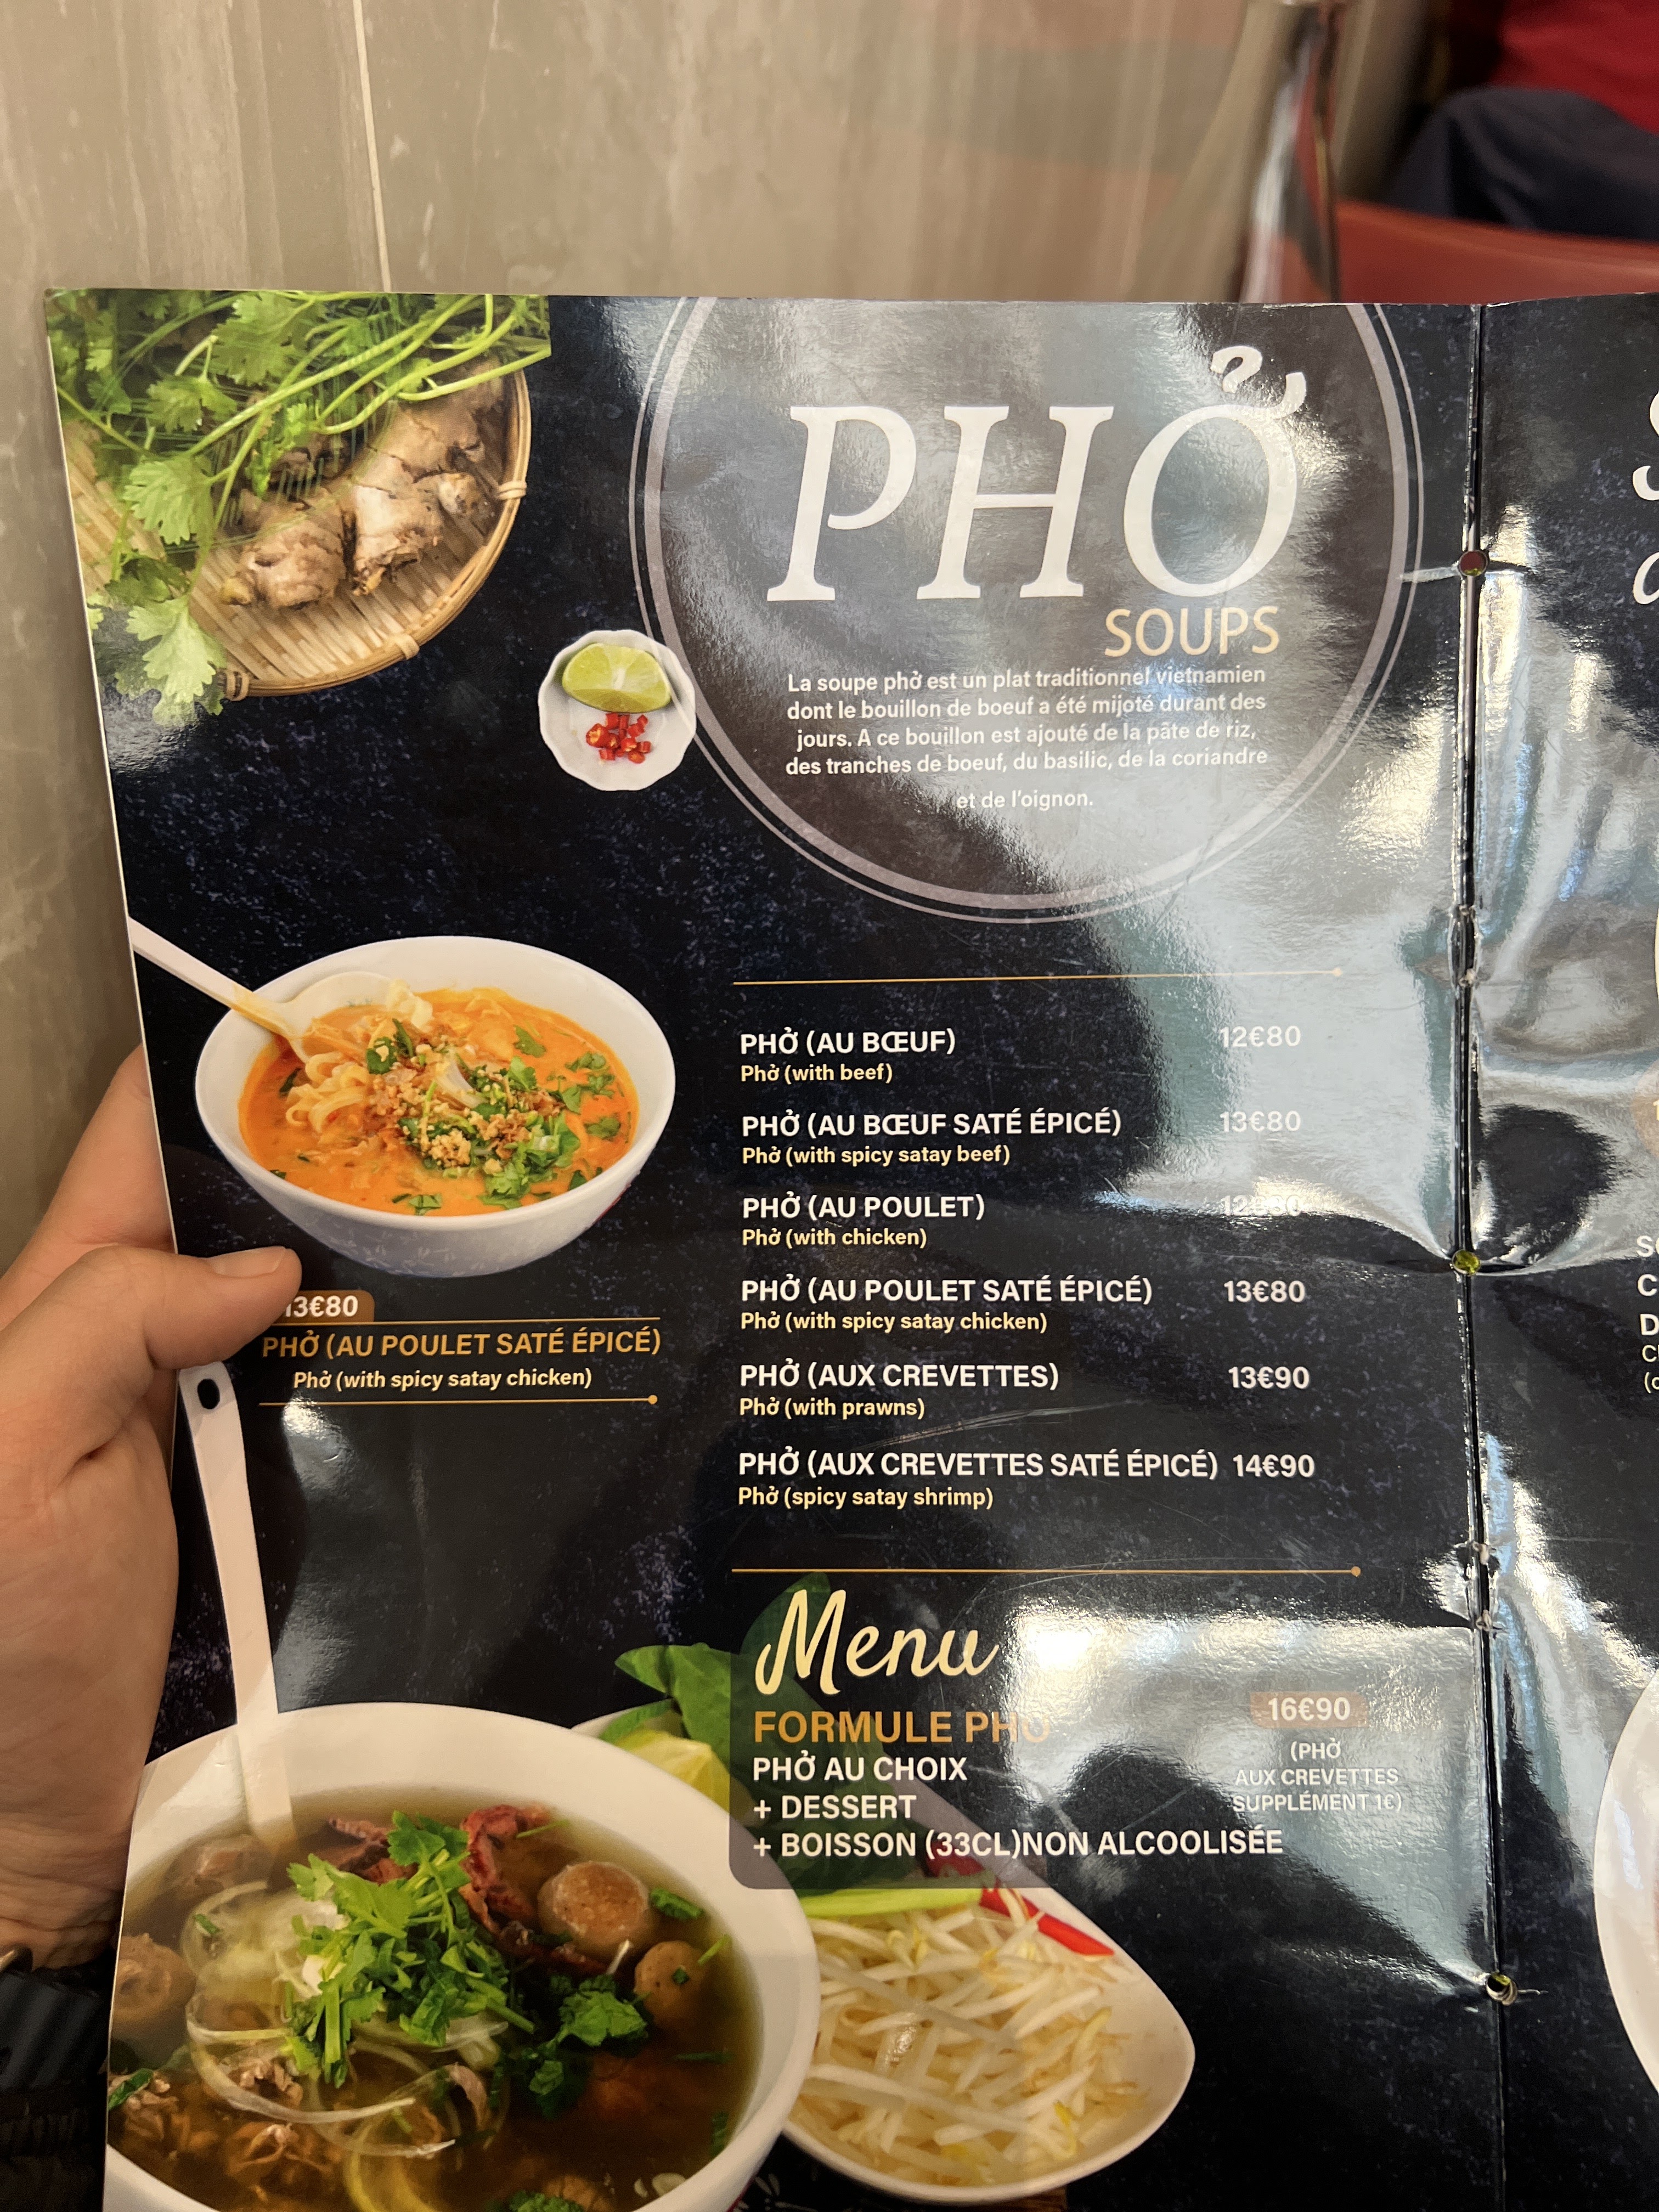 PHỞ
SOUPS
La soupe phở est un plat traditionnel vietnamien
dont le bouillon de boeuf a été mijoté durant des
jours. A ce bouillon est ajouté de la pâte de riz,
des tranches de boeuf, du basilic, de la coriandre
et de l'oignon.
PHỞ (AU BŒUF) 12€80
Phở (with beef)
PHỞ (AU BŒUF SATÉ ÉPICÉ) 13€80
Phở (with spicy satay beef)
PHỞ (AU POULET) 12€80
Phở (with chicken)
PHỞ (AU POULET SATÉ ÉPICÉ) 13€80
Phở (with spicy satay chicken)
PHỞ (AUX CREVETTES) 13€90
Phở (with prawns)
PHỞ (AUX CREVETTES SATÉ ÉPICÉ) 14€90
Phở (spicy satay shrimp)
13€80
PHỞ (AU POULET SATÉ ÉPICÉ)
Phở (with spicy satay chicken)
Menu
FORMULE PHỞ
PHỞ AU CHOIX
+ DESSERT
+ BOISSON (33CL)NON ALCOOLISÉE
16€90
(PHỞ
AUX CREVETTES
SUPPLÉMENT 1€)